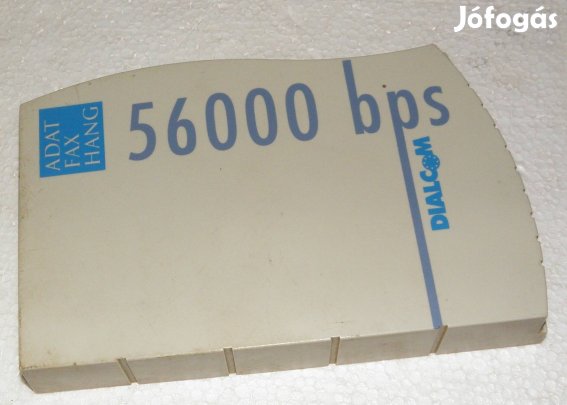 Jófogás
ADAT
FAX
HANG
56000 bps
DIALCOM